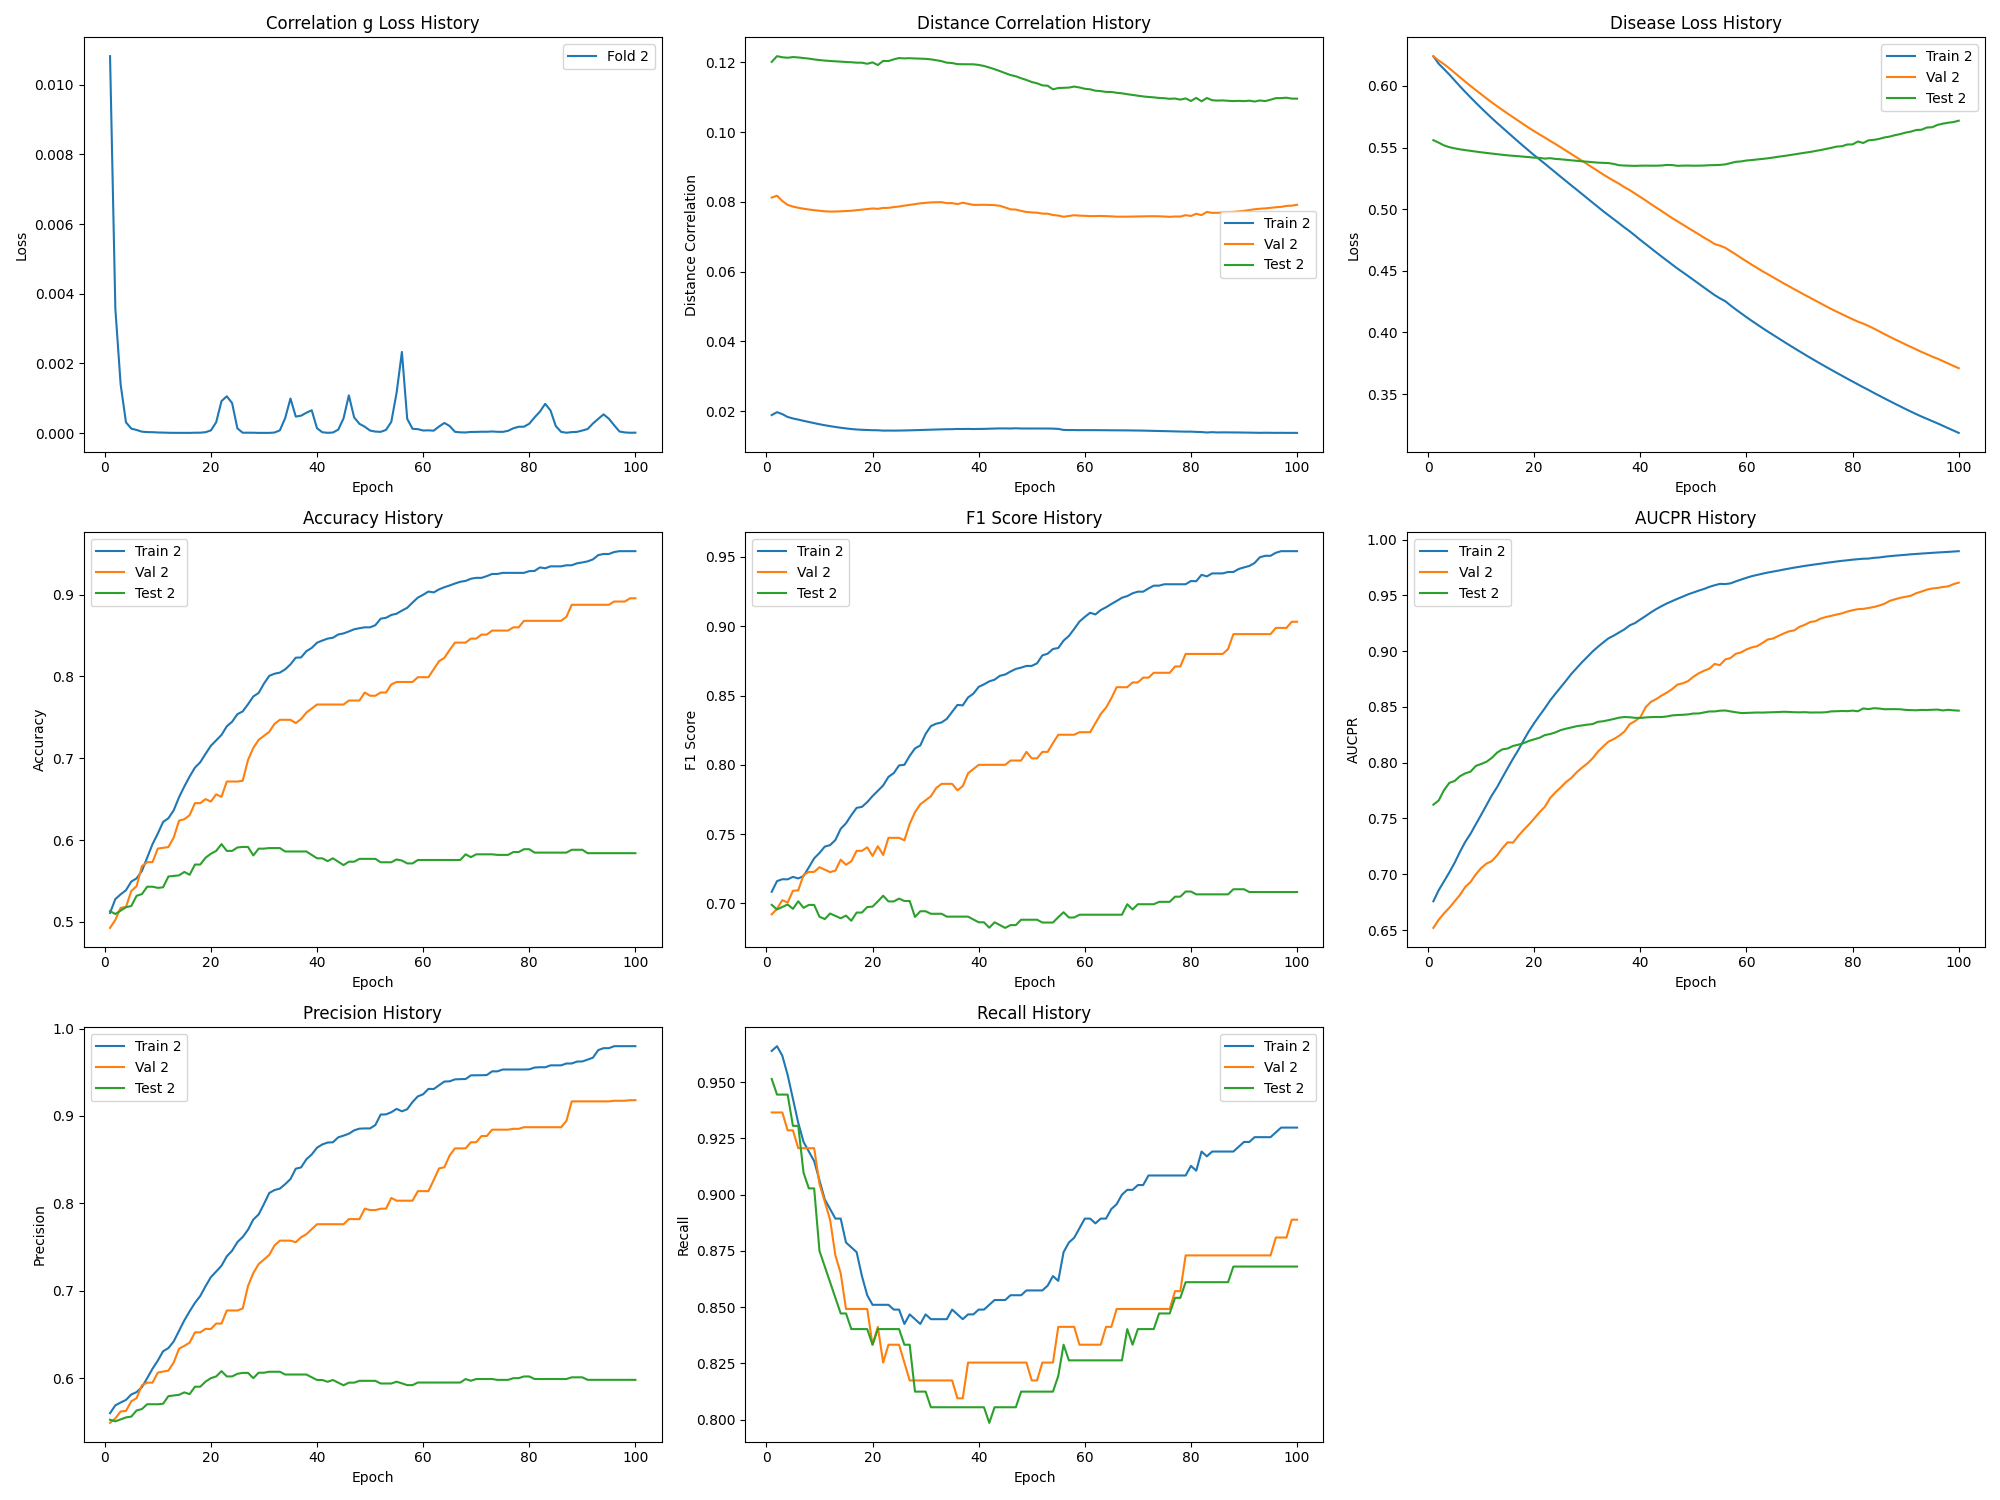 Correlation g Loss History
Loss
0.010
0.008
0.006
0.004
0.002
0.000
Fold 2
0 20 40 60 80 100
Epoch
Distance Correlation History
Distance Correlation
0.12
0.10
0.08
0.06
0.04
0.02
Train 2
Val 2
Test 2
0 20 40 60 80 100
Epoch
Disease Loss History
Loss
0.60
0.55
0.50
0.45
0.40
0.35
Train 2
Val 2
Test 2
0 20 40 60 80 100
Epoch
Accuracy History
Accuracy
0.9
0.8
0.7
0.6
0.5
Train 2
Val 2
Test 2
0 20 40 60 80 100
Epoch
F1 Score History
F1 Score
0.95
0.90
0.85
0.80
0.75
0.70
Train 2
Val 2
Test 2
0 20 40 60 80 100
Epoch
AUCPR History
AUCPR
1.00
0.95
0.90
0.85
0.80
0.75
0.70
0.65
Train 2
Val 2
Test 2
0 20 40 60 80 100
Epoch
Precision History
Precision
1.0
0.9
0.8
0.7
0.6
Train 2
Val 2
Test 2
0 20 40 60 80 100
Epoch
Recall History
Recall
0.950
0.925
0.900
0.875
0.850
0.825
0.800
Train 2
Val 2
Test 2
0 20 40 60 80 100
Epoch